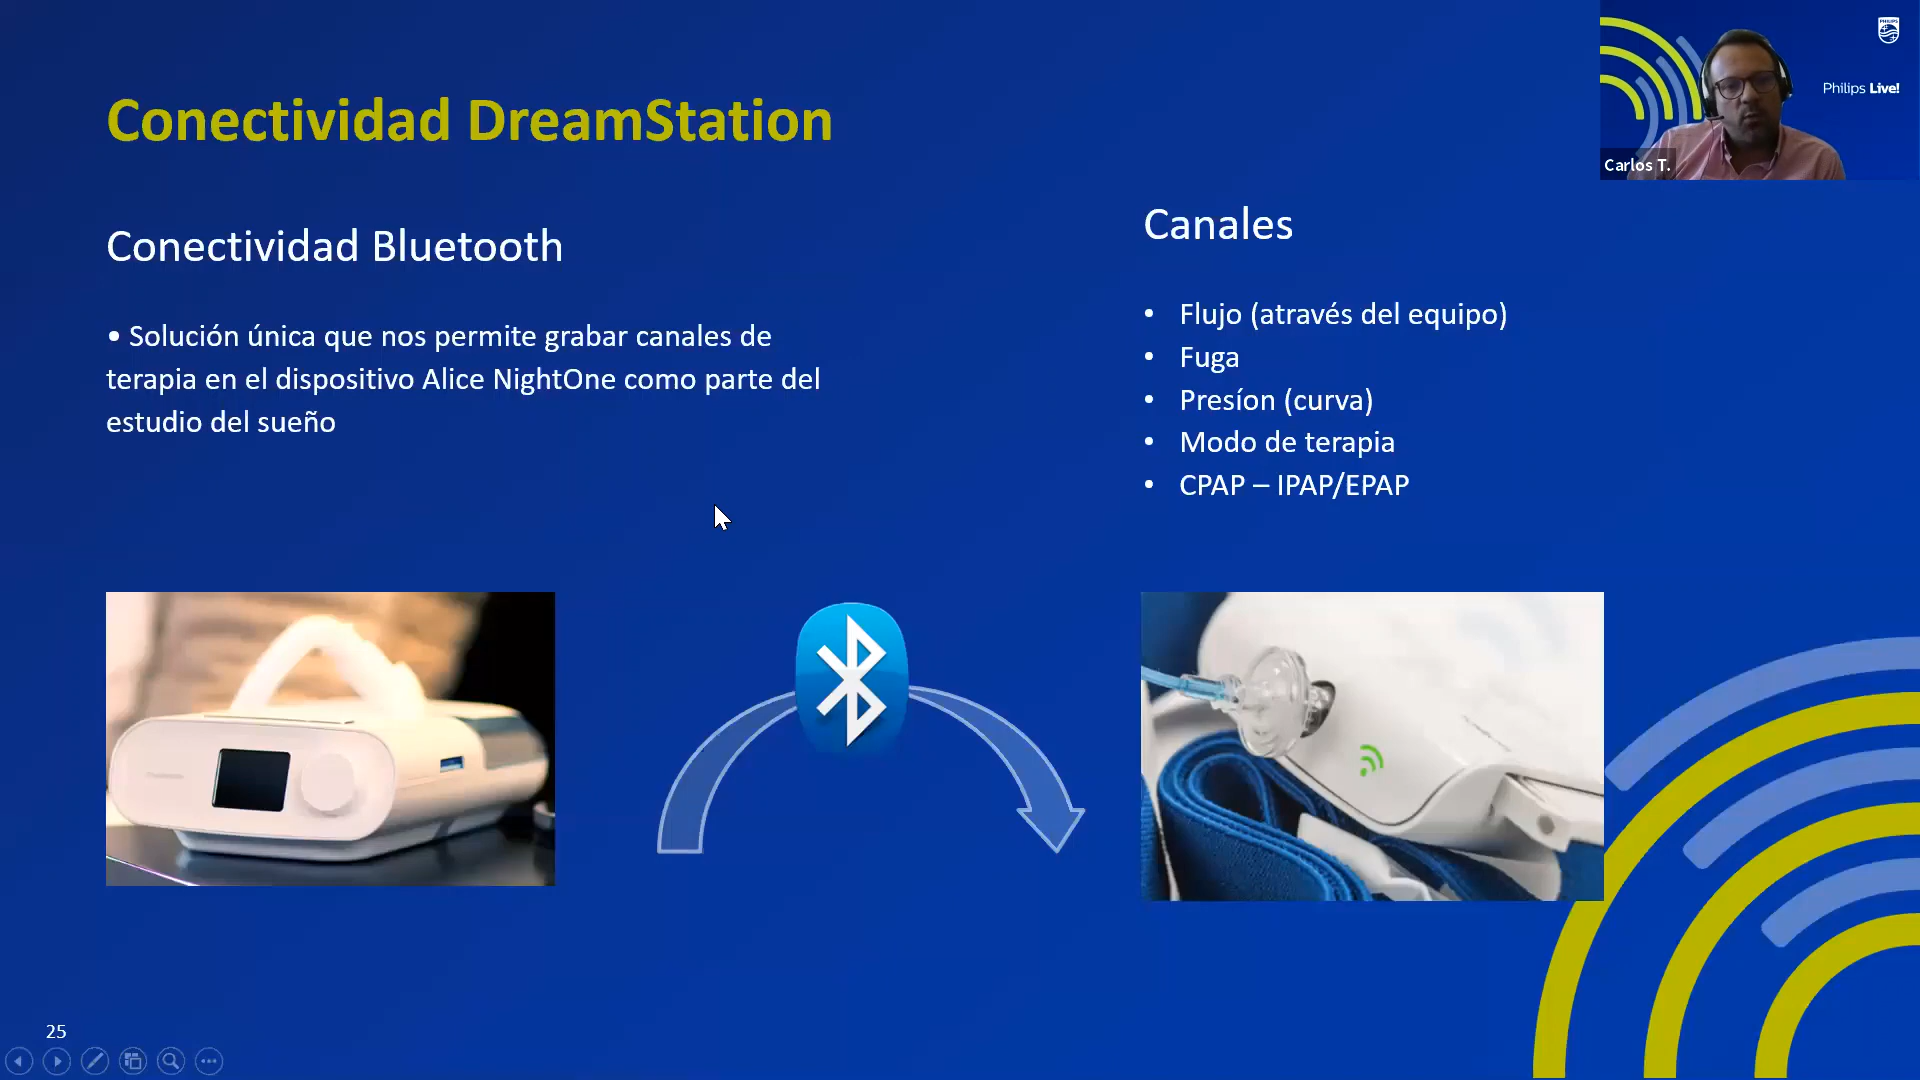 Conectividad DreamStation
Conectividad Bluetooth
• Solución única que nos permite grabar canales de
terapia en el dispositivo Alice NightOne como parte del
estudio del sueño
Canales
• Flujo (através del equipo)
• Fuga
• Presíon (curva)
• Modo de terapia
• CPAP – IPAP/EPAP
Philips Live!
Carlos T.
25